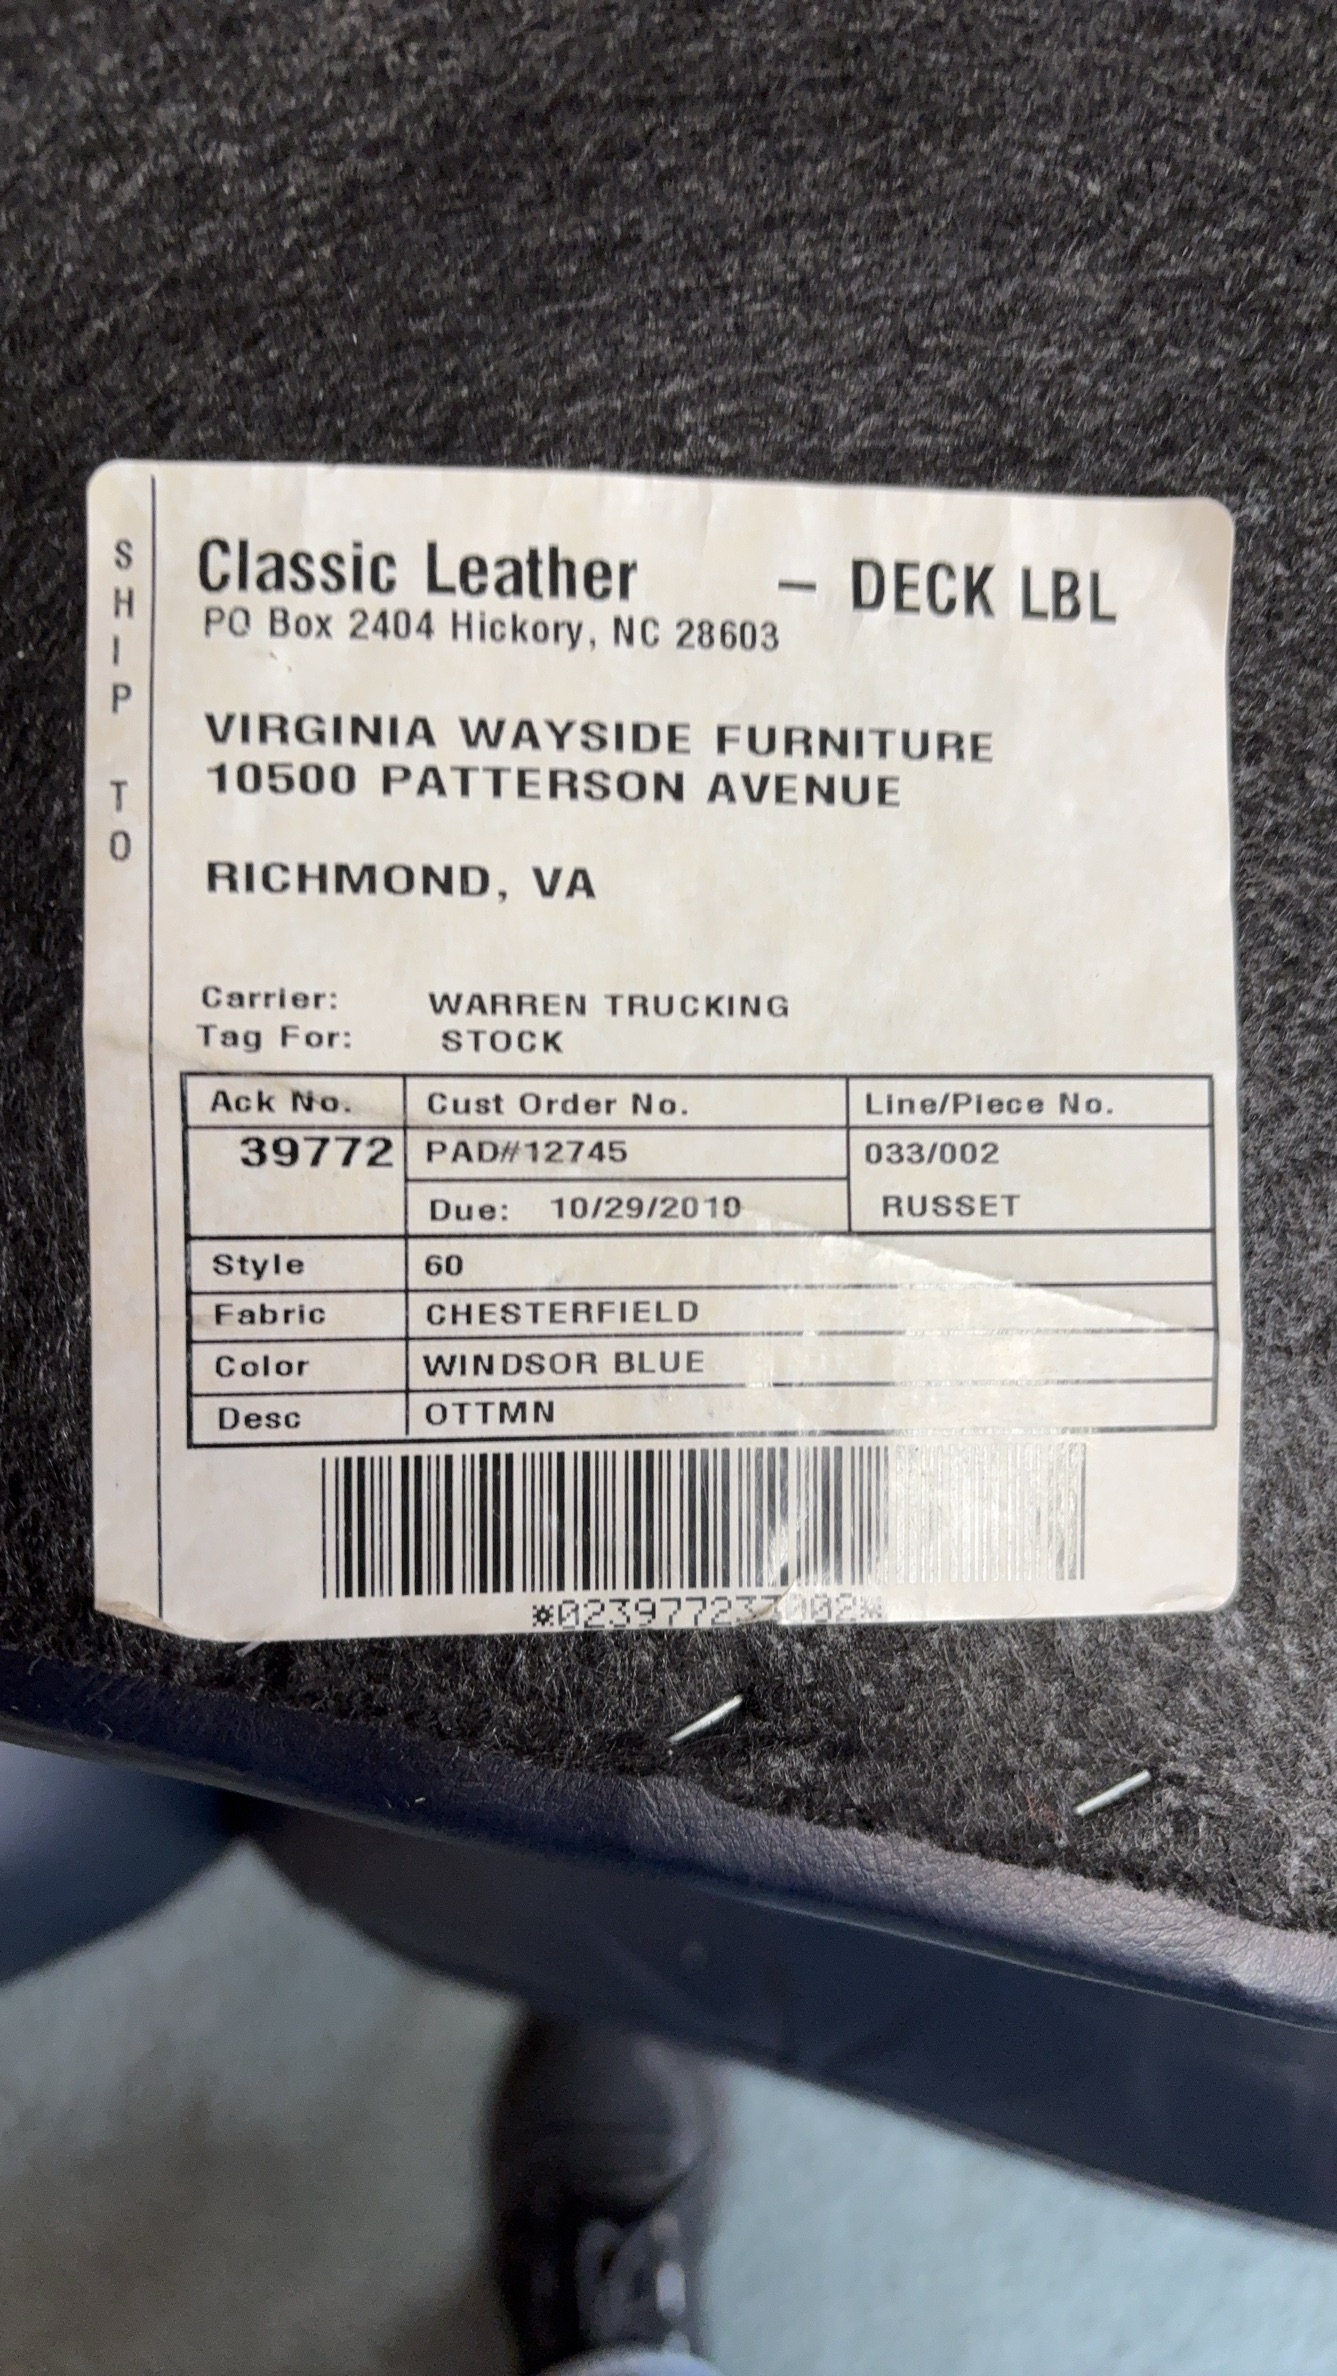 SHIP TO
Classic Leather - DECK LBL
PO Box 2404 Hickory, NC 28603
VIRGINIA WAYSIDE FURNITURE
10500 PATTERSON AVENUE
RICHMOND, VA
Carrier: WARREN TRUCKING
Tag For: STOCK
Ack No. Cust Order No. Line/Piece No.
39772 PAD#12745 033/002
Due: 10/29/2010 RUSSET
Style 60
Fabric CHESTERFIELD
Color WINDSOR BLUE
Desc OTTMN